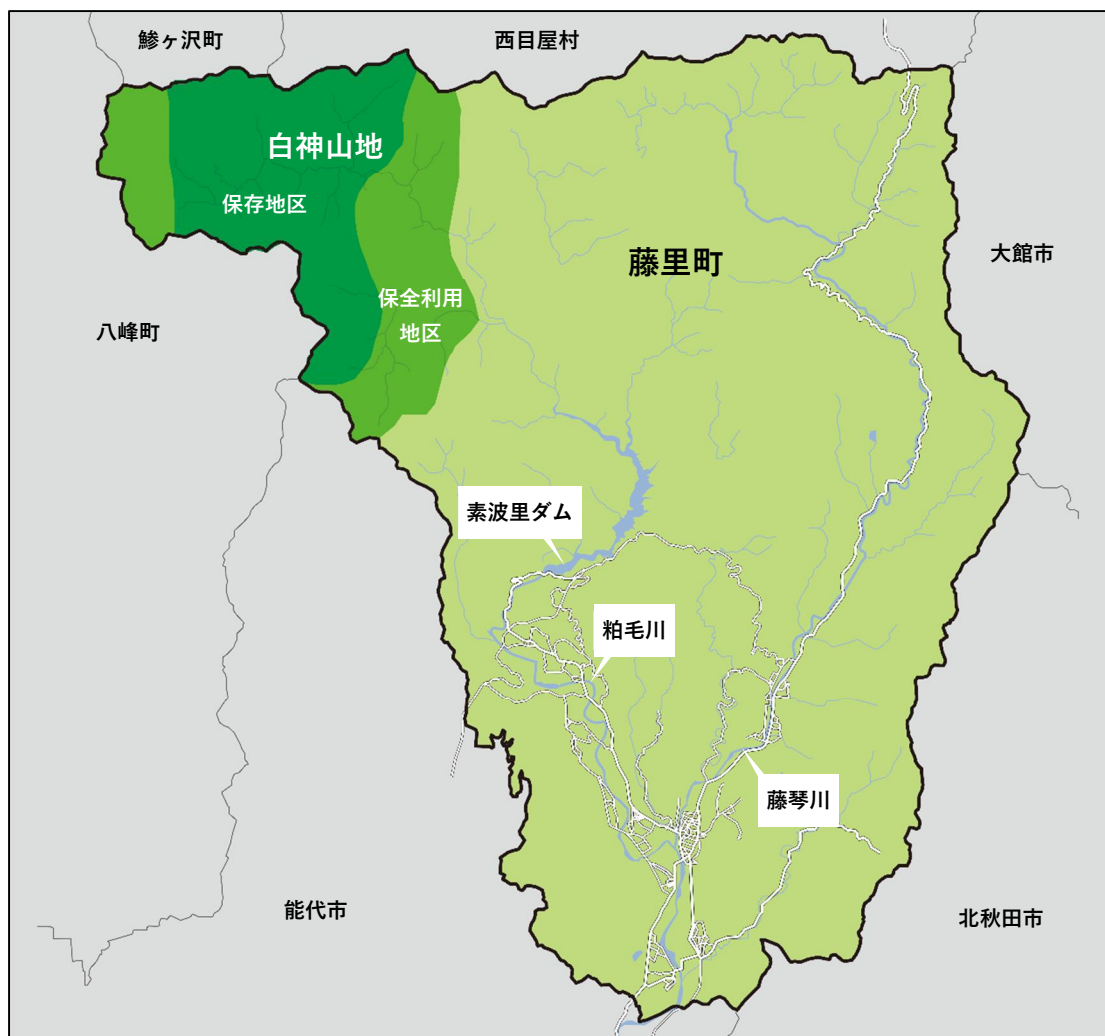 鰺ヶ沢町
西目屋村
白神山地
保存地区
藤里町
大館市
保全利用
地区
八峰町
素波里ダム
粕毛川
藤琴川
能代市
北秋田市